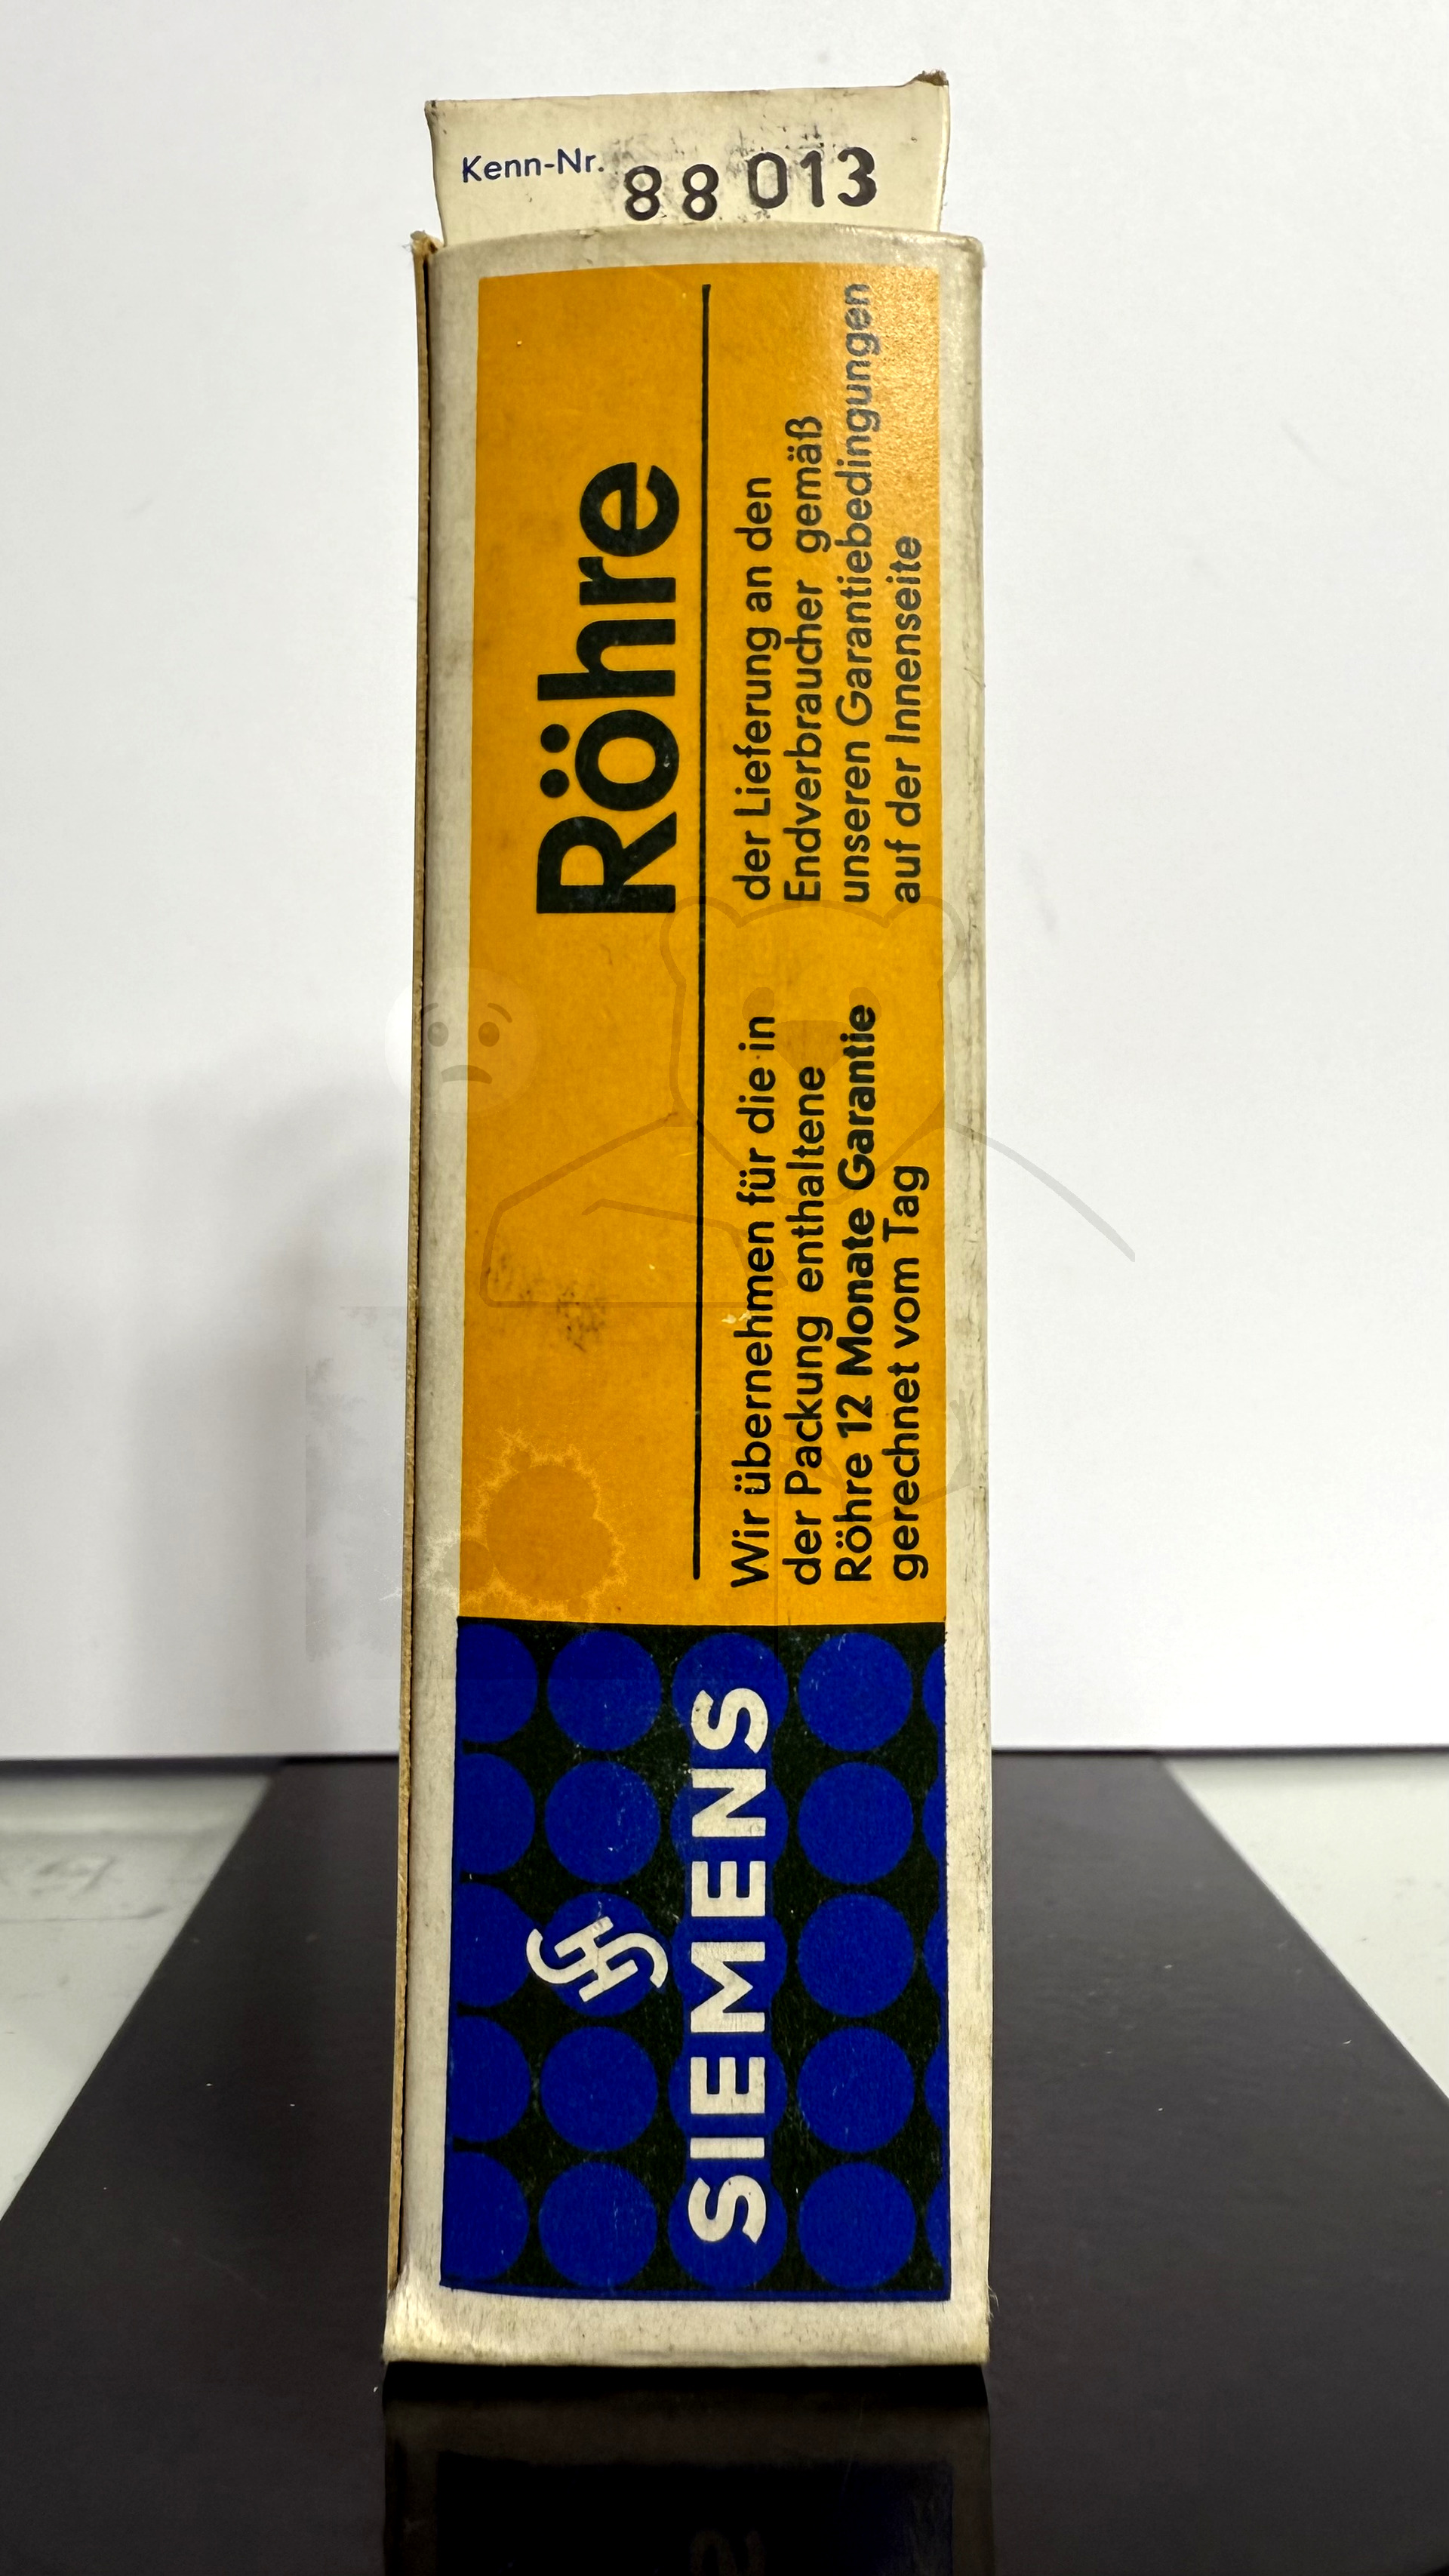 Kenn-Nr. 88 013
Röhre
Wir übernehmen für die in
der Packung enthaltene
Röhre 12 Monate Garantie
gerechnet vom Tag
der Lieferung an den
Endverbraucher gemäß
unseren Garantiebedingungen
auf der Innenseite
SIEMENS